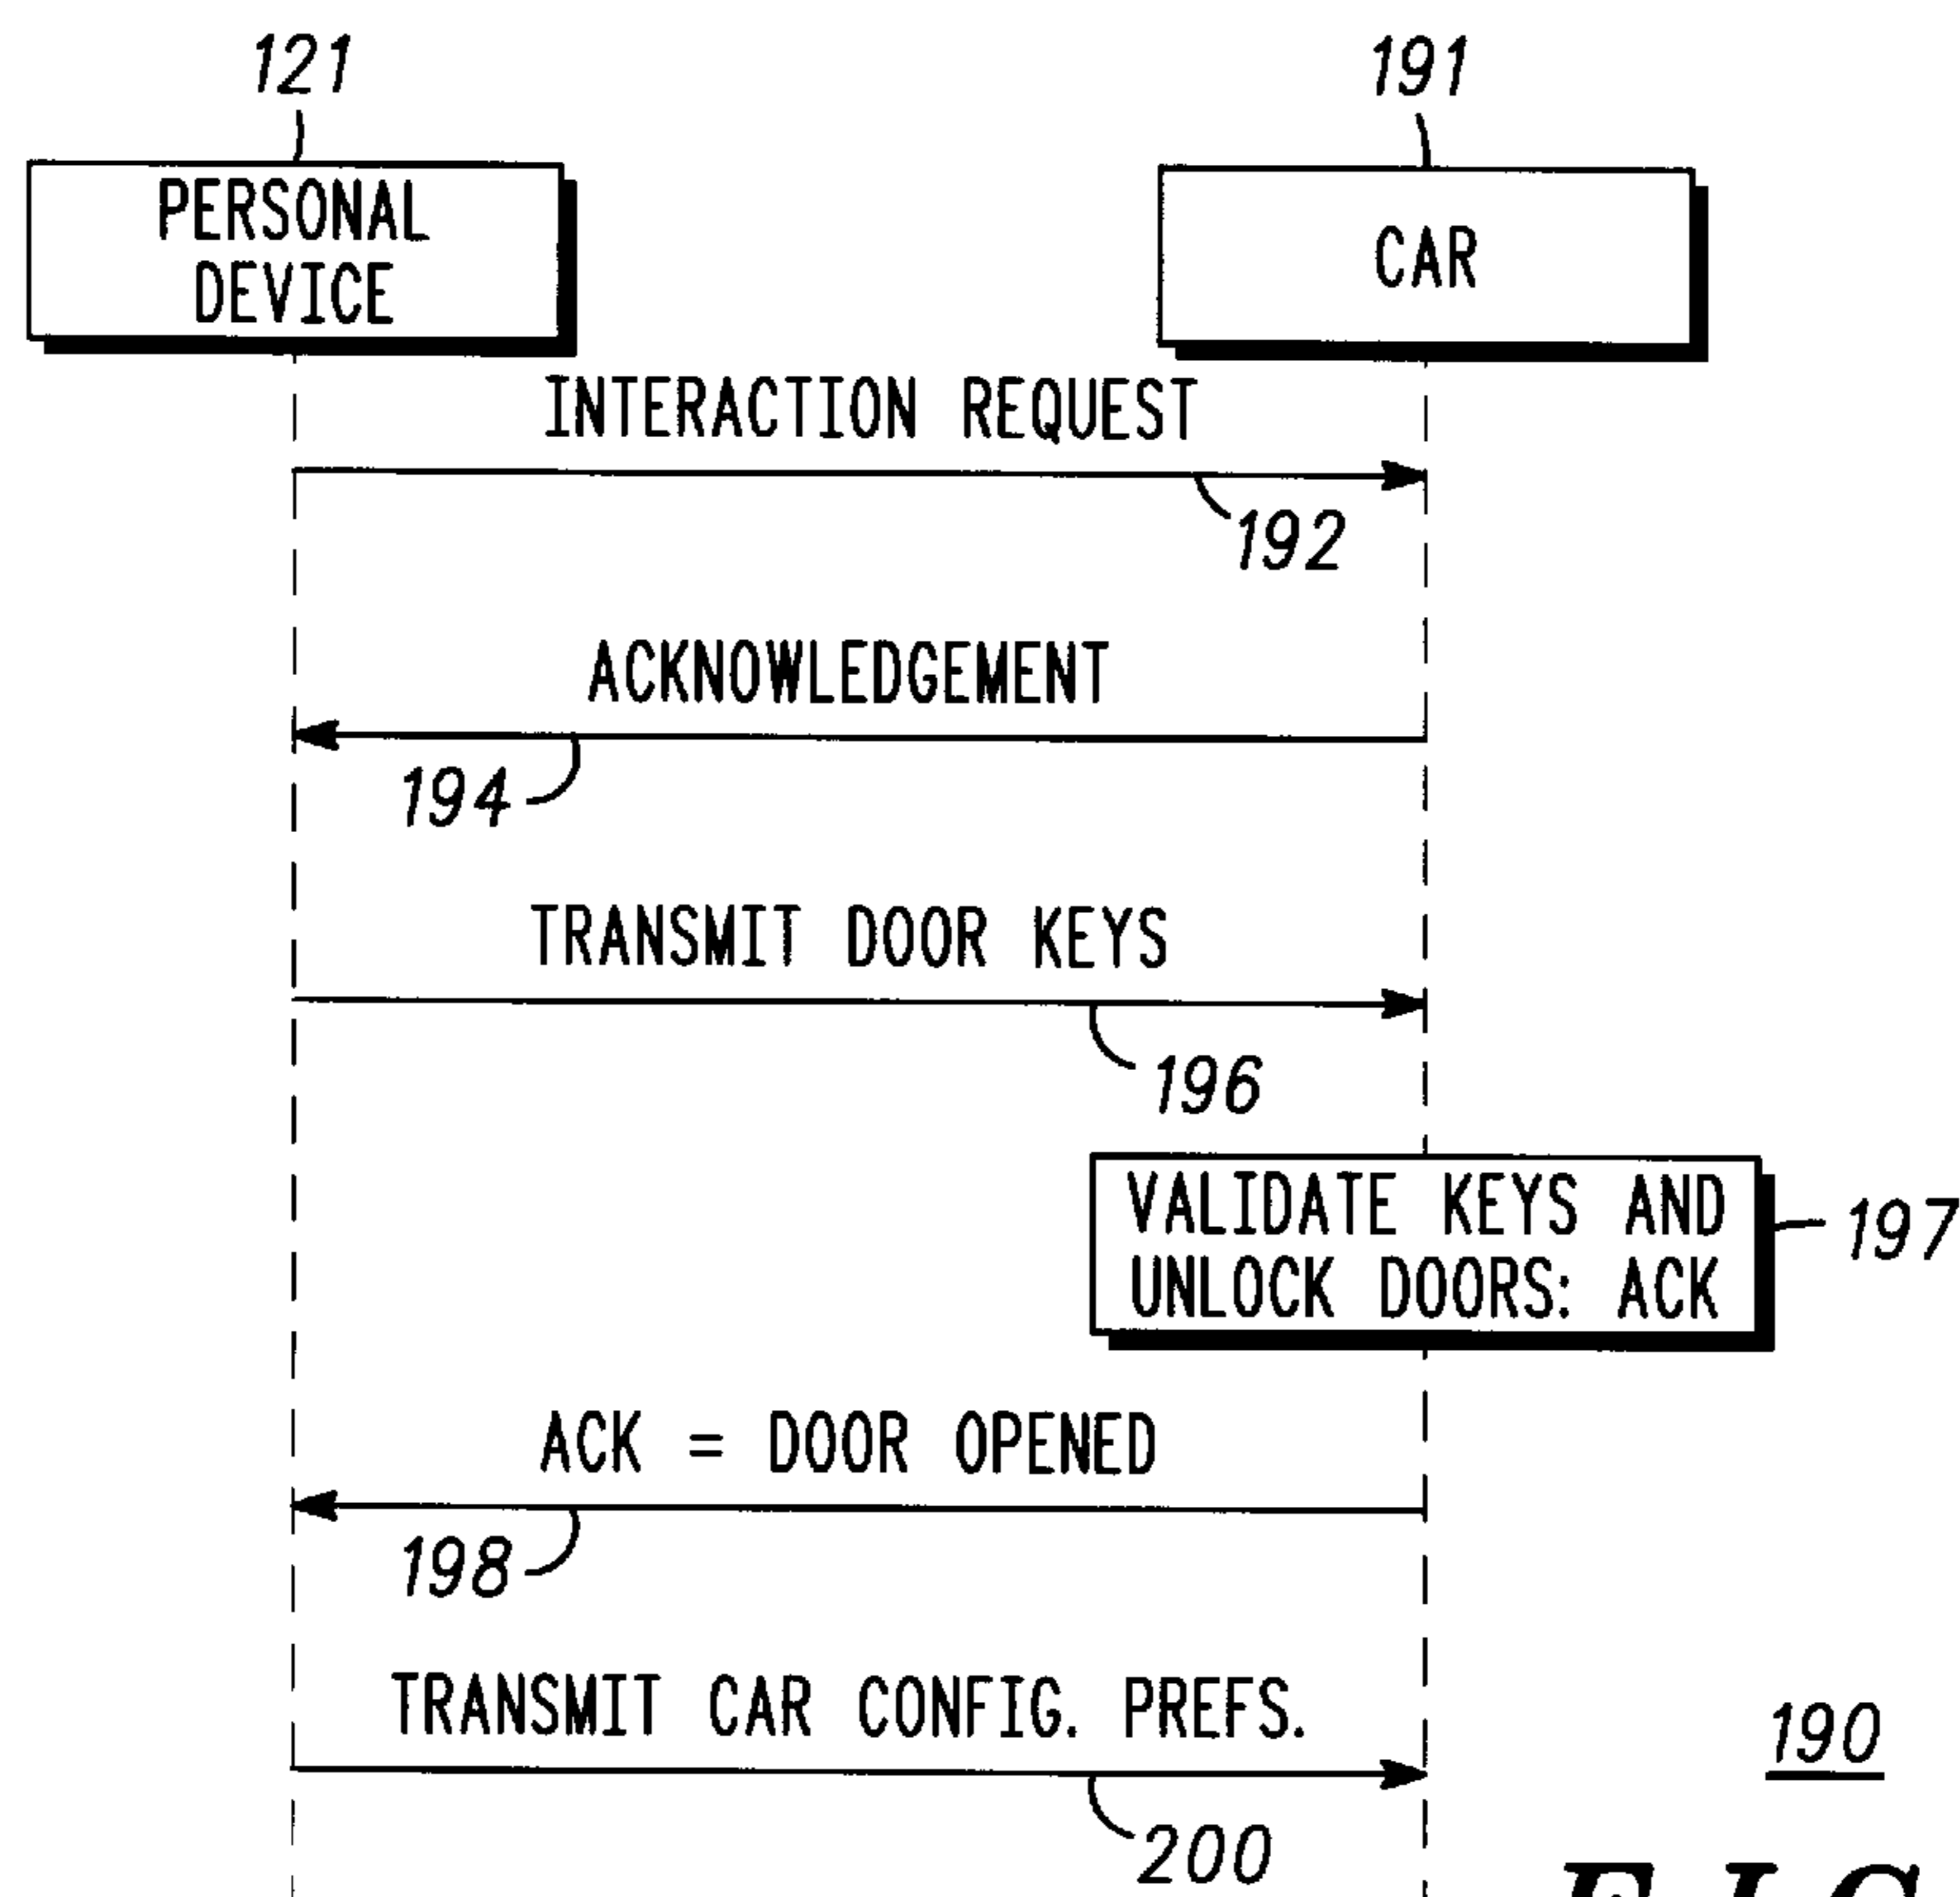 121
191
PERSONAL
DEVICE
CAR
INTERACTION REQUEST
192
ACKNOWLEDGEMENT
194
TRANSMIT DOOR KEYS
196
VALIDATE KEYS AND
UNLOCK DOORS: ACK
197
ACK = DOOR OPENED
198
TRANSMIT CAR CONFIG. PREFS.
190
200